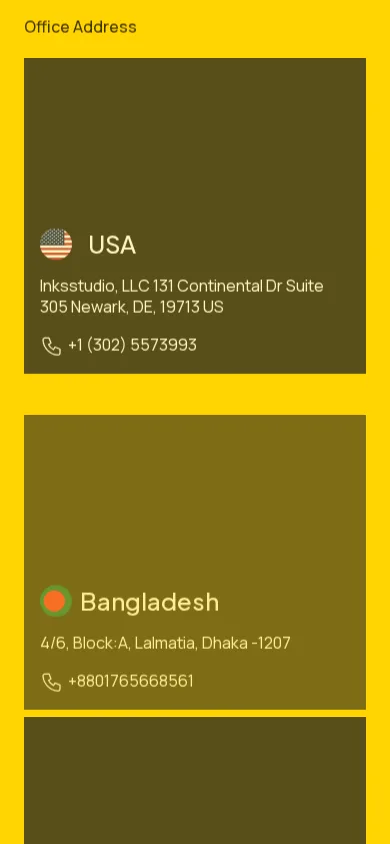 Office Address
USA
Inksstudio, LLC 131 Continental Dr Suite
305 Newark, DE, 19713 US
+1 (302) 5573993
Bangladesh
4/6, Block:A, Lalmatia, Dhaka -1207
+8801765668561